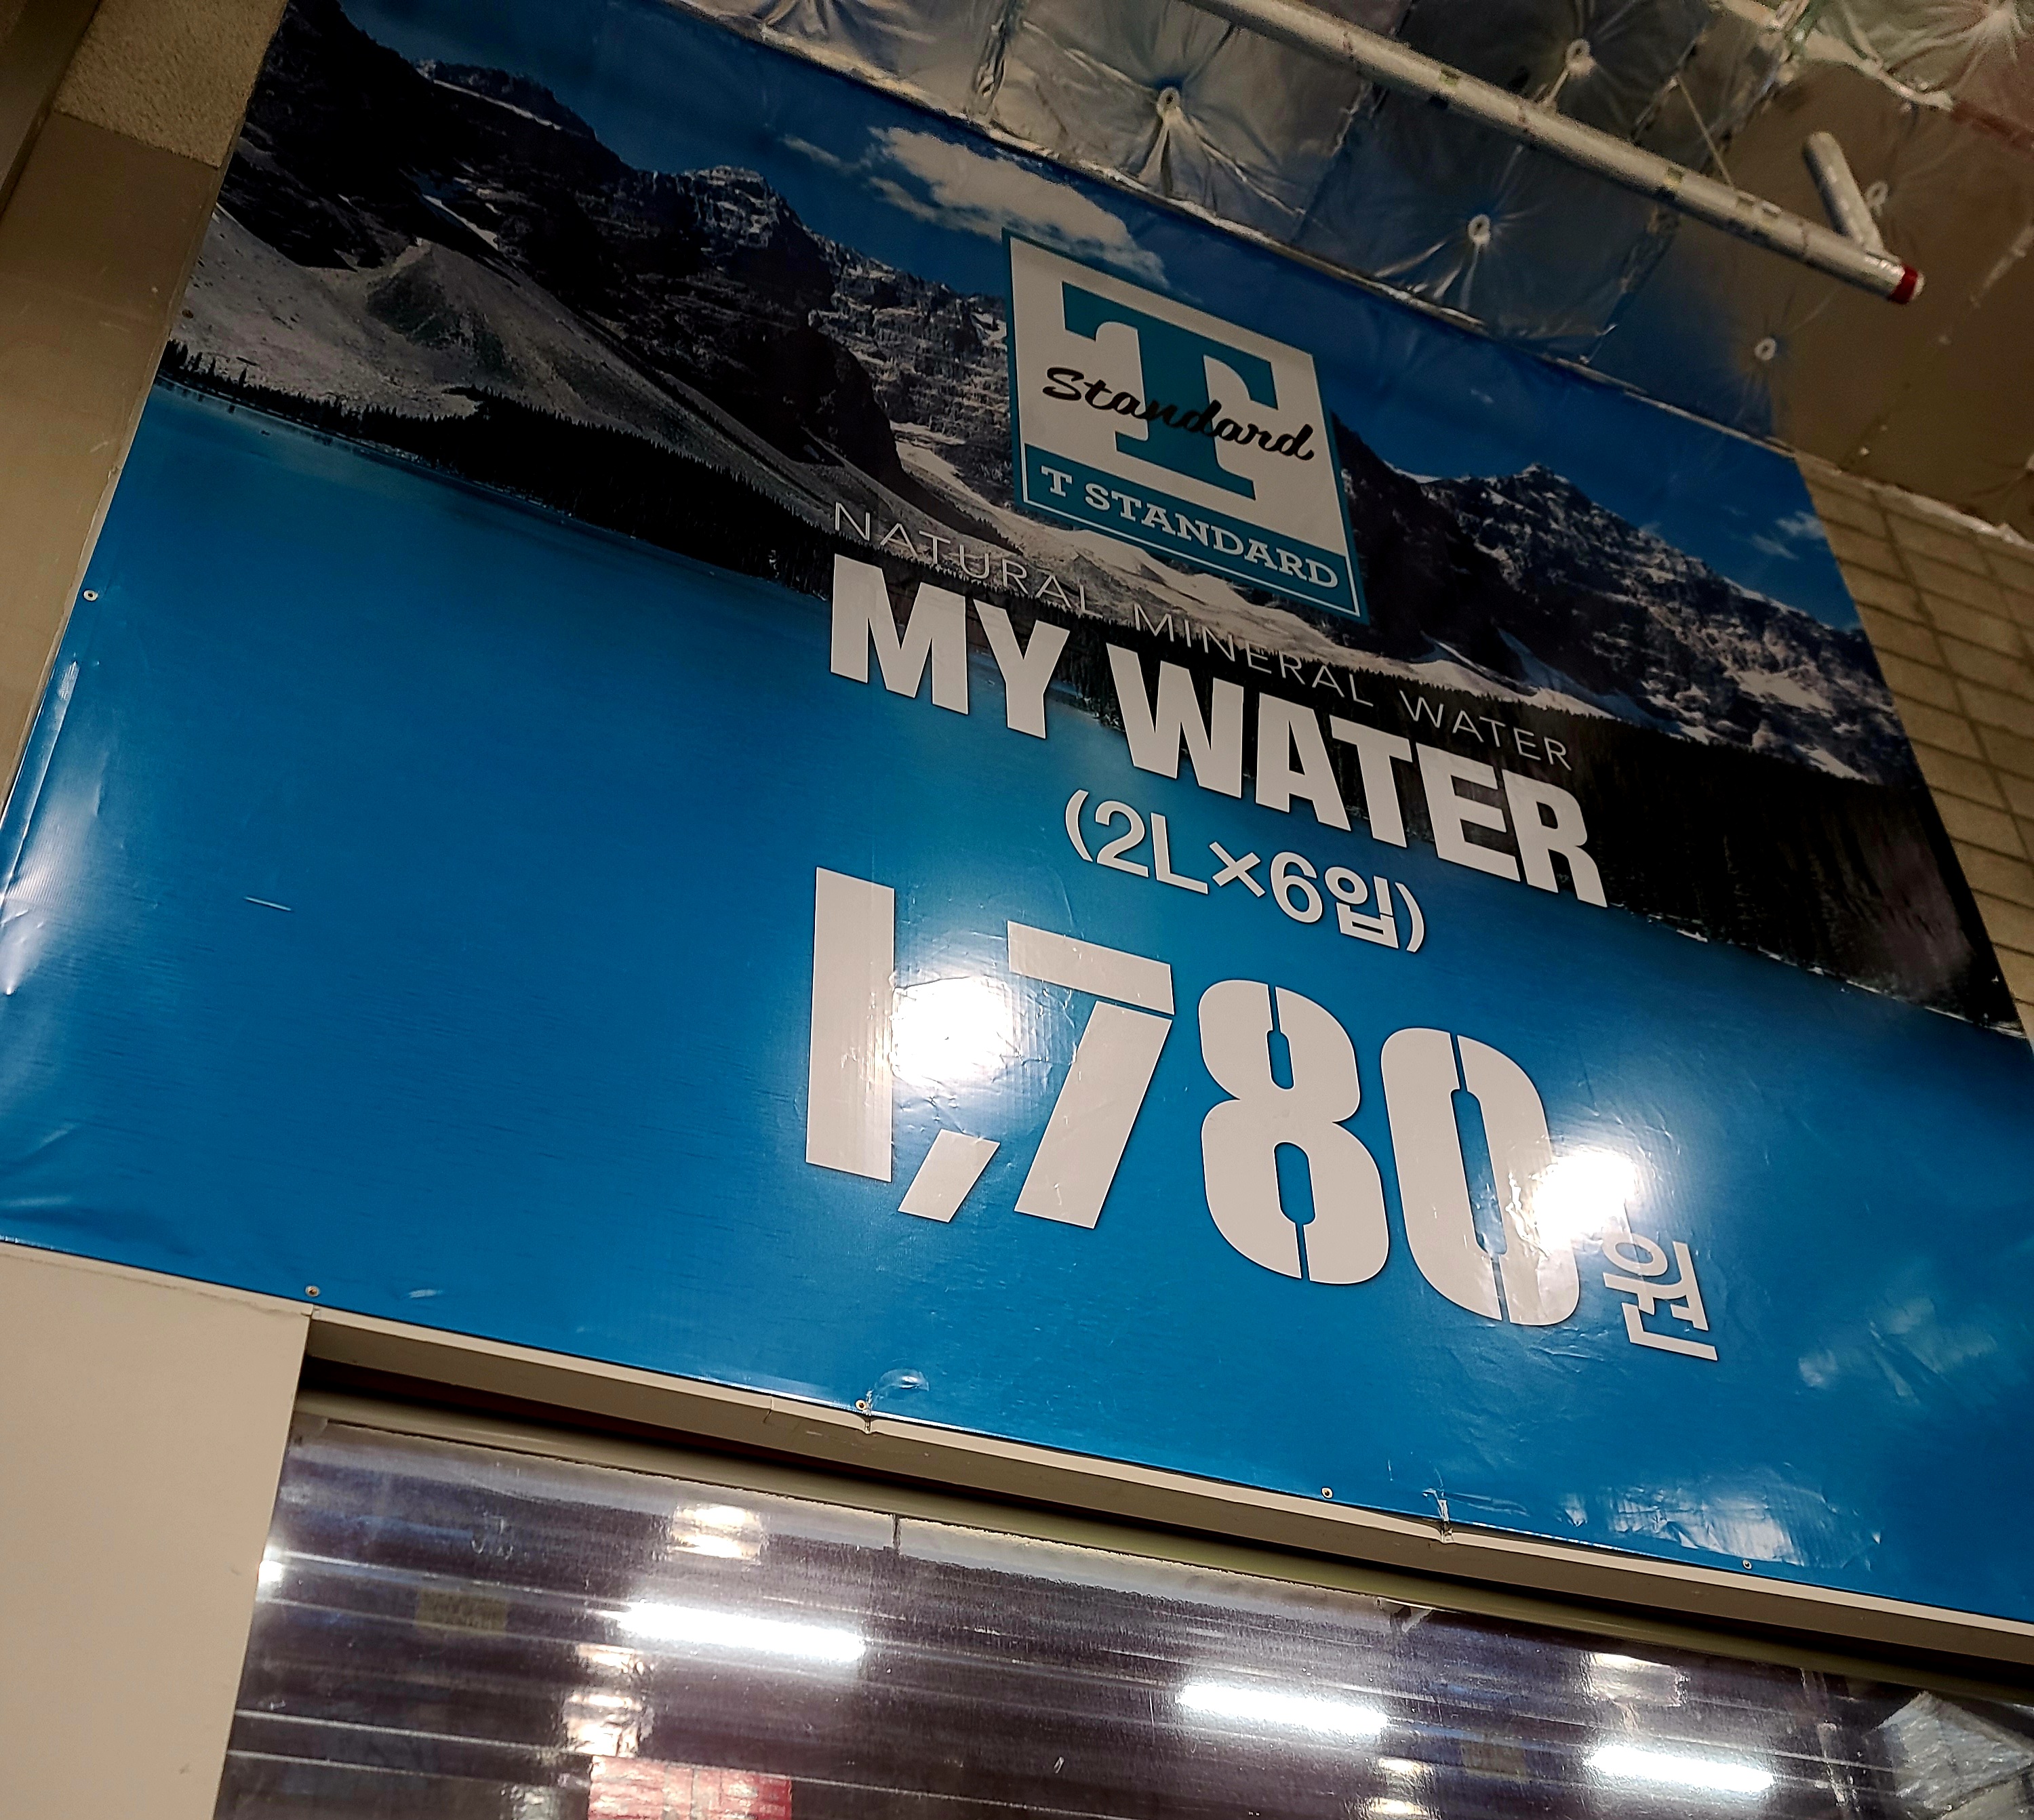 Standard
T STANDARD
NATURAL MINERAL WATER
MY WATER
(2L×6입)
1,780원